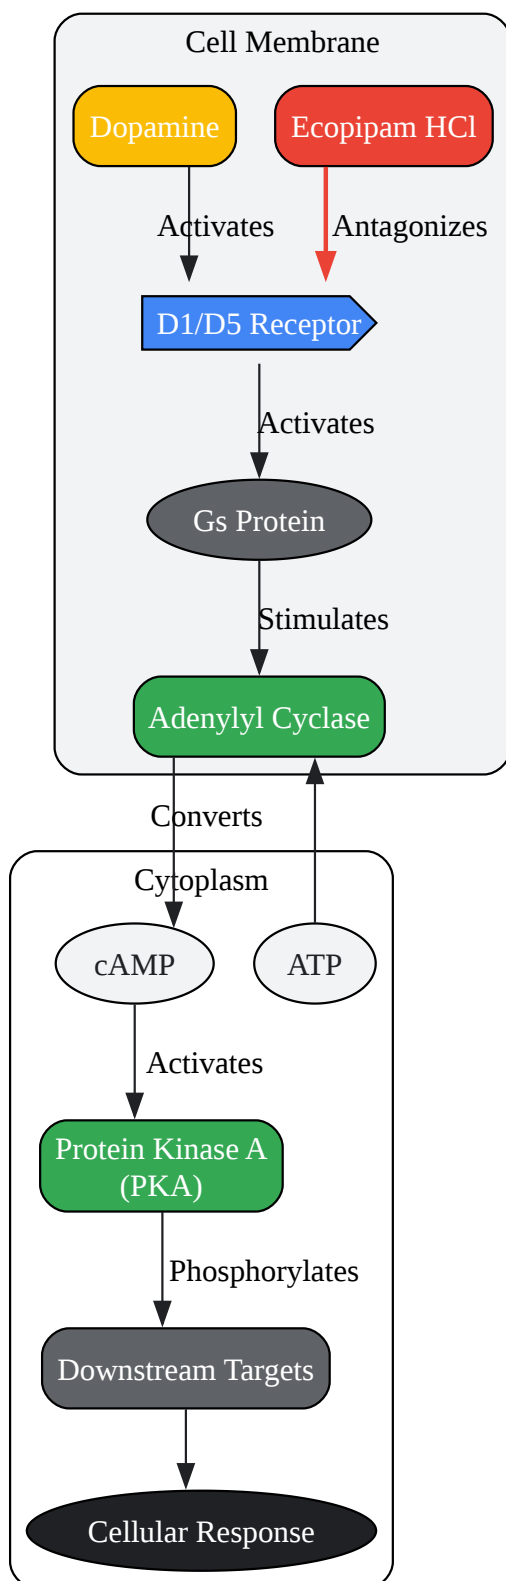 Cell Membrane
Dopamine
Ecopipam HCl
Activates
Antagonizes
D1/D5 Receptor
Activates
Gs Protein
Stimulates
Adenylyl Cyclase
Converts
Cytoplasm
cAMP
ATP
Activates
Protein Kinase A
(PKA)
Phosphorylates
Downstream Targets
Cellular Response